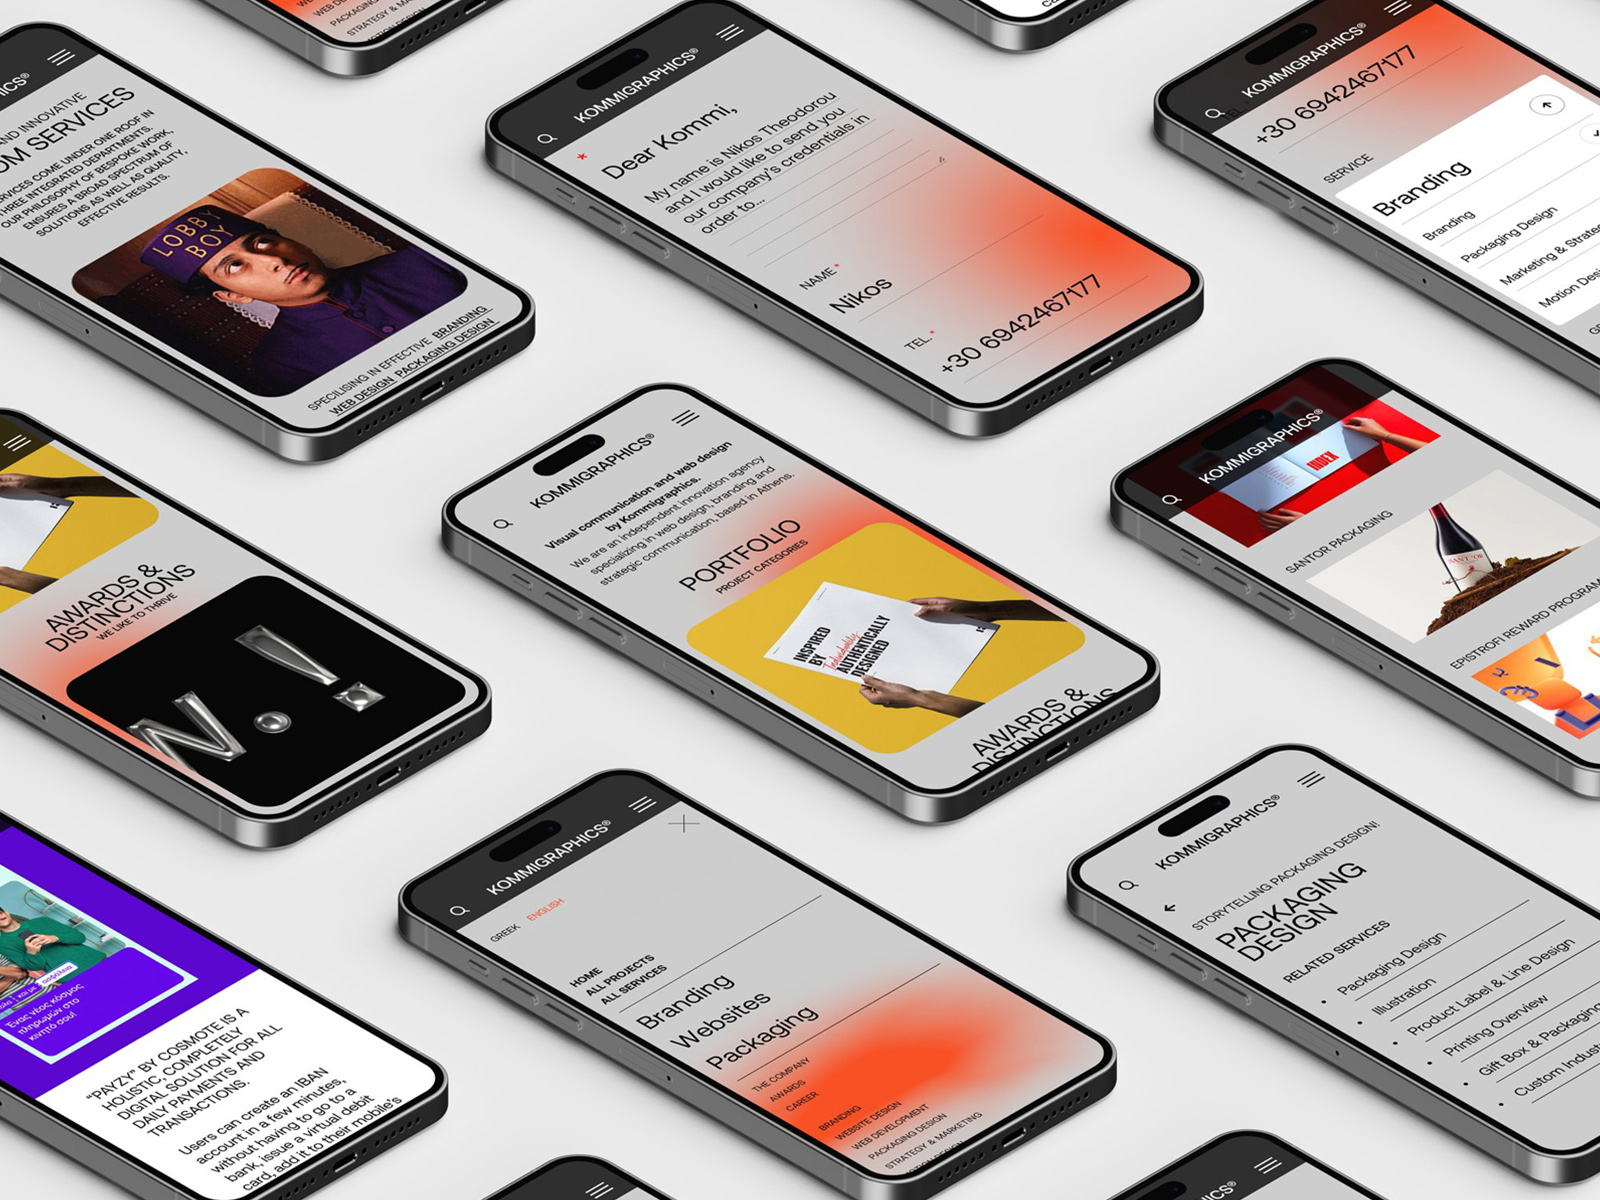 WEB DE
PACKAGING
STRATEGY & M
ICS®
AND INNOVATIVE
OM SERVICES
ERVICES COME UNDER ONE ROOF IN
THREE INTEGRATED DEPARTMENTS.
OUR PHILOSOPHY OF BESPOKE WORK,
ENSURES A BROAD SPECTRUM OF
SOLUTIONS AS WELL AS QUALITY,
EFFECTIVE RESULTS.
LOBBY
BOY
SPECILISING IN EFFECTIVE BRANDING
WEB DESIGN PACKAGING DESIGN
KOMMIGRAPHICS®
*
Dear Kommi,
My name is Nikos Theodorou
and I would like to send you
our company's credentials in
order to...
NAME *
Nikos
TEL.*
+30 6942467177
KOMMIGRAPHICS®
+30 6942467177
SERVICE
Branding
Branding
Packaging Design
Marketing & Strate
Motion Desi
AWARDS &
DISTINCTIONS
WE LIKE TO THRIVE
KOMMIGRAPHICS®
Visual communication and web design
by Kommigraphics.
We are an independent innovation agency
specializing in web design, branding and
strategic communication, based in Athens.
PORTFOLIO
PROJECT CATEGORIES
INSPIRED
BY Individuality
AUTHENTICALLY
DESIGNED
AWARDS &
DISTINCTIONS
KOMMIGRAPHICS®
INDEX
SANTOR PACKAGING
EPISTROFI REWARD PROGRAM
Ένας νέος κόσμος
πληρωμών στο
κινητό σου!
"PAYZY" BY COSMOTE IS A
HOLISTIC, COMPLETELY
DIGITAL SOLUTION FOR ALL
DAILY PAYMENTS AND
TRANSACTIONS.
Users can create an IBAN
account in a few minutes,
without having to go to a
bank, issue a virtual debit
card, add it to their mobile's
KOMMIGRAPHICS®
GREEK ENGLISH
HOME
ALL PROJECTS
ALL SERVICES
Branding
Websites
Packaging
THE COMPANY
AWARDS
CAREER
BRANDING
WEBSITE DESIGN
WEB DEVELOPMENT
PACKAGING DESIGN
STRATEGY & MARKETING
KOMMIGRAPHICS®
STORYTELLING PACKAGING DESIGN!
PACKAGING
DESIGN
RELATED SERVICES
Packaging Design
Illustration
Product Label & Line Design
Printing Overview
Gift Box & Packaging
Custom Indust